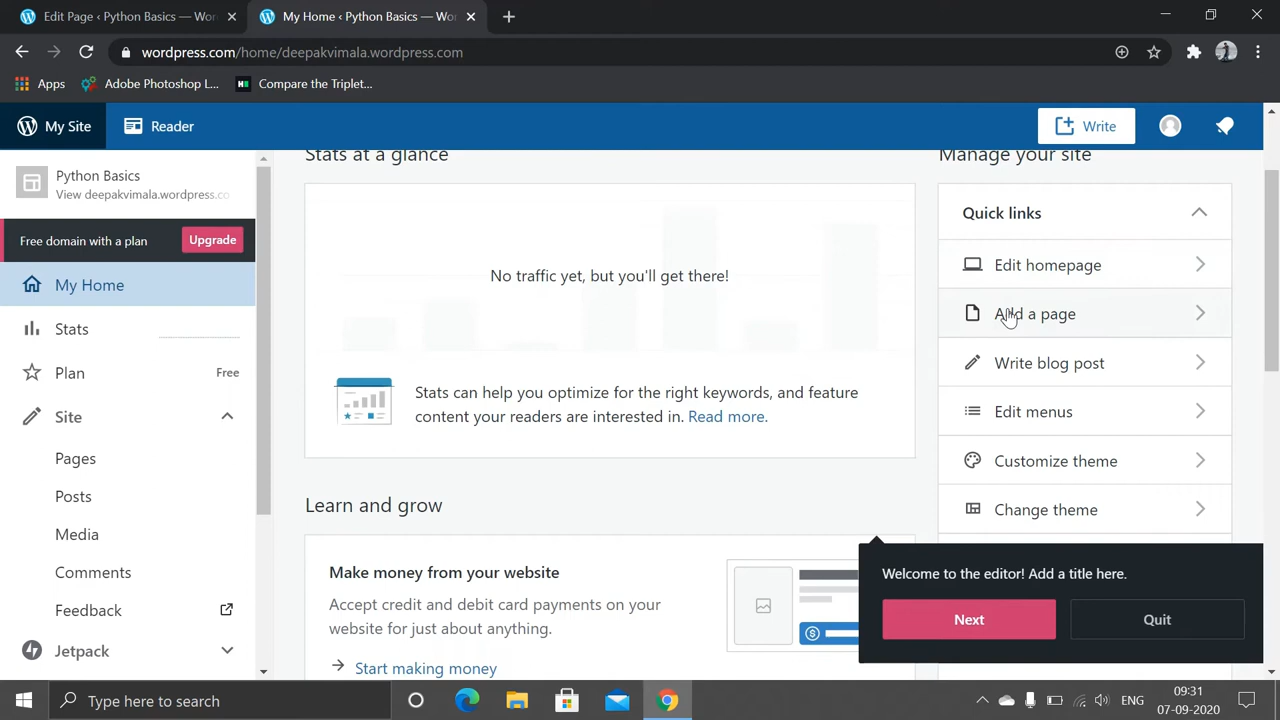 Edit Page ‹ Python Basics — Wor
My Home ‹ Python Basics — Wor
wordpress.com/home/deepakvimala.wordpress.com
Apps
Adobe Photoshop L...
Compare the Triplet...
My Site
Reader
Write
Python Basics
View deepakvimala.wordpress.co
Free domain with a plan
Upgrade
My Home
Stats
Plan
Free
Site
Pages
Posts
Media
Comments
Feedback
Jetpack
Stats at a glance
No traffic yet, but you'll get there!
Stats can help you optimize for the right keywords, and feature
content your readers are interested in. Read more.
Learn and grow
Make money from your website
Accept credit and debit card payments on your
website for just about anything.
Start making money
Manage your site
Quick links
Edit homepage
Add a page
Write blog post
Edit menus
Customize theme
Change theme
Welcome to the editor! Add a title here.
Next
Quit
Type here to search
ENG
09:31
07-09-2020